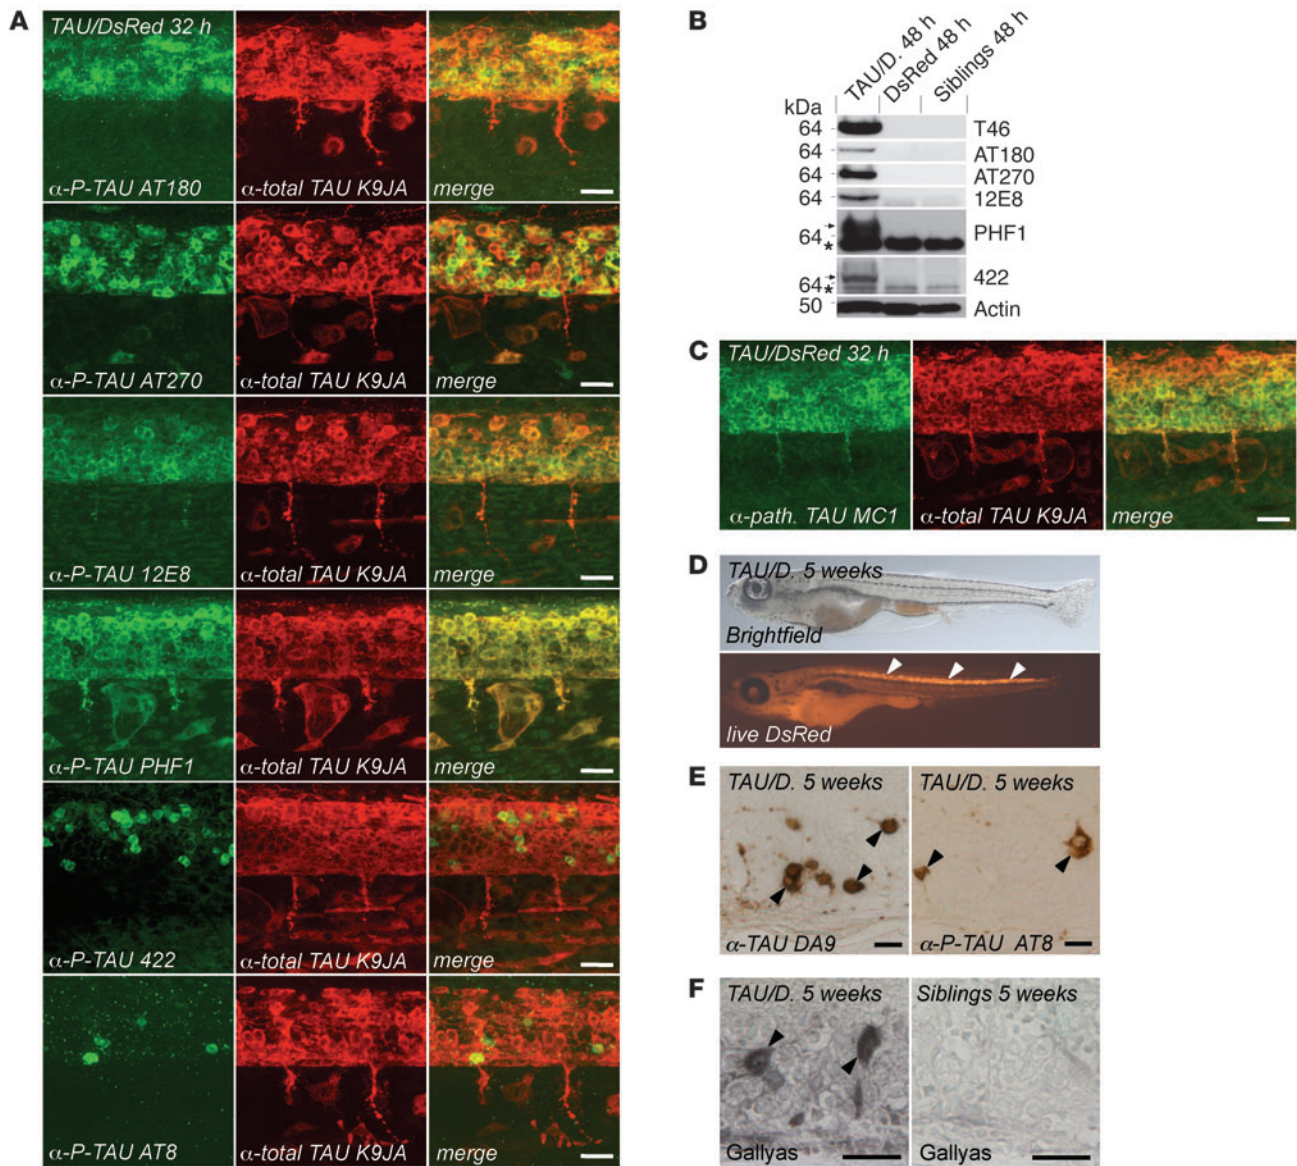 A
TAU/DsRed 32 h
α-P-TAU AT180
α-total TAU K9JA
merge
α-P-TAU AT270
α-total TAU K9JA
merge
α-P-TAU 12E8
α-total TAU K9JA
merge
α-P-TAU PHF1
α-total TAU K9JA
merge
α-P-TAU 422
α-total TAU K9JA
merge
α-P-TAU AT8
α-total TAU K9JA
merge
B
TAU/D. 48 h
DsRed 48 h
Siblings 48 h
kDa
64 T46
64 AT180
64 AT270
64 12E8
64 * PHF1
64 * 422
50 Actin
C
TAU/DsRed 32 h
α-path. TAU MC1
α-total TAU K9JA
merge
D
TAU/D. 5 weeks
Brightfield
live DsRed
E
TAU/D. 5 weeks
α-TAU DA9
TAU/D. 5 weeks
α-P-TAU AT8
F
TAU/D. 5 weeks
Gallyas
Siblings 5 weeks
Gallyas